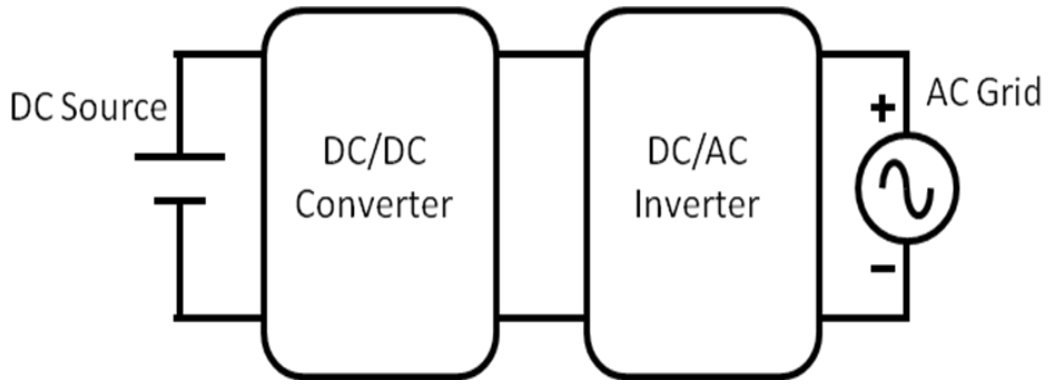 DC Source
DC/DC
Converter
DC/AC
Inverter
AC Grid
+
-